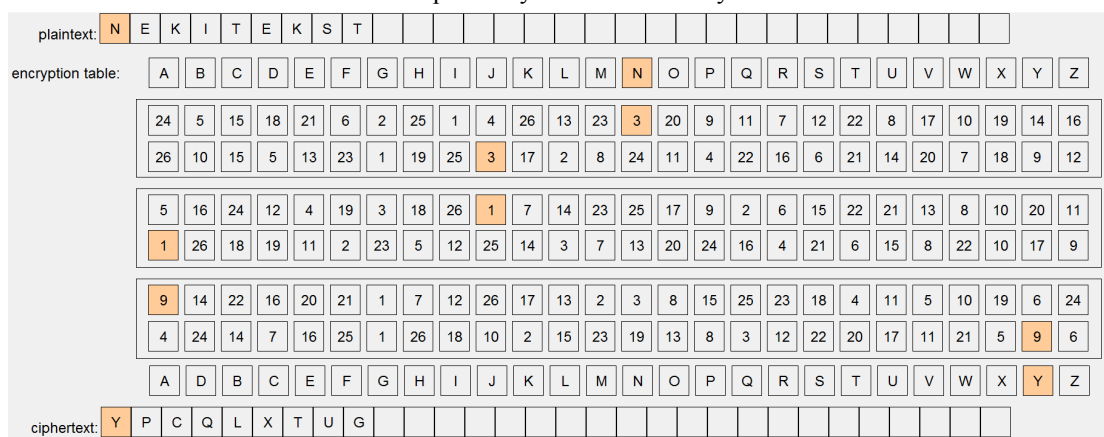 plaintext: N E K I T E K S T
encryption table: A B C D E F G H I J K L M N O P Q R S T U V W X Y Z
24 5 15 18 21 6 2 25 1 4 26 13 23 3 20 9 11 7 12 22 8 17 10 19 14 16
26 10 15 5 13 23 1 19 25 3 17 2 8 24 11 4 22 16 6 21 14 20 7 18 9 12
5 16 24 12 4 19 3 18 26 1 7 14 23 25 17 9 2 6 15 22 21 13 8 10 20 11
1 26 18 19 11 2 23 5 12 25 14 3 7 13 20 24 16 4 21 6 15 8 22 10 17 9
9 14 22 16 20 21 1 7 12 26 17 13 2 3 8 15 25 23 18 4 11 5 10 19 6 24
4 24 14 7 16 25 1 26 18 10 2 15 23 19 13 8 3 12 22 20 17 11 21 5 9 6
A D B C E F G H I J K L M N O P Q R S T U V W X Y Z
ciphertext: Y P C Q L X T U G